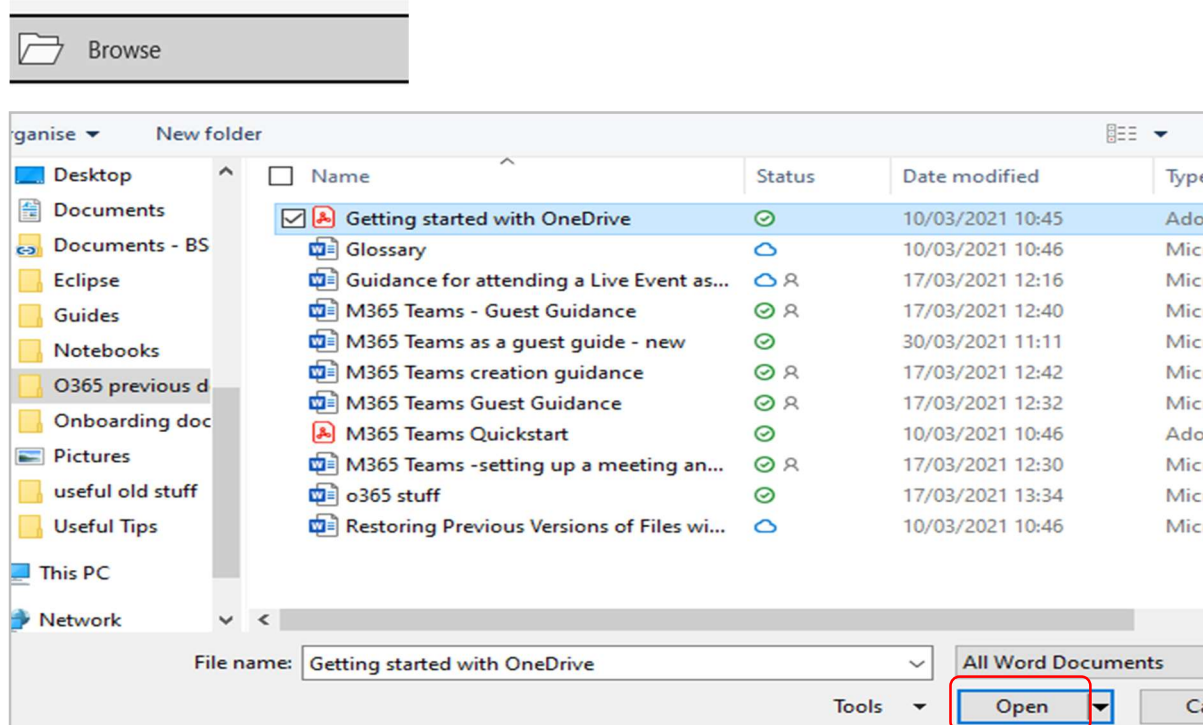 Browse
rganise New folder
Name Status Date modified Type
Desktop
Documents
Documents - BS
Eclipse
Guides
Notebooks
O365 previous d
Onboarding doc
Pictures
useful old stuff
Useful Tips
This PC
Network
Getting started with OneDrive 10/03/2021 10:45 Ado
Glossary 10/03/2021 10:46 Mic
Guidance for attending a Live Event as... 17/03/2021 12:16 Mic
M365 Teams - Guest Guidance 17/03/2021 12:40 Mic
M365 Teams as a guest guide - new 30/03/2021 11:11 Mic
M365 Teams creation guidance 17/03/2021 12:42 Mic
M365 Teams Guest Guidance 17/03/2021 12:32 Mic
M365 Teams Quickstart 10/03/2021 10:46 Ado
M365 Teams -setting up a meeting an... 17/03/2021 12:30 Mic
o365 stuff 17/03/2021 13:34 Mic
Restoring Previous Versions of Files wi... 10/03/2021 10:46 Mic
File name: Getting started with OneDrive All Word Documents
Tools Open Ca